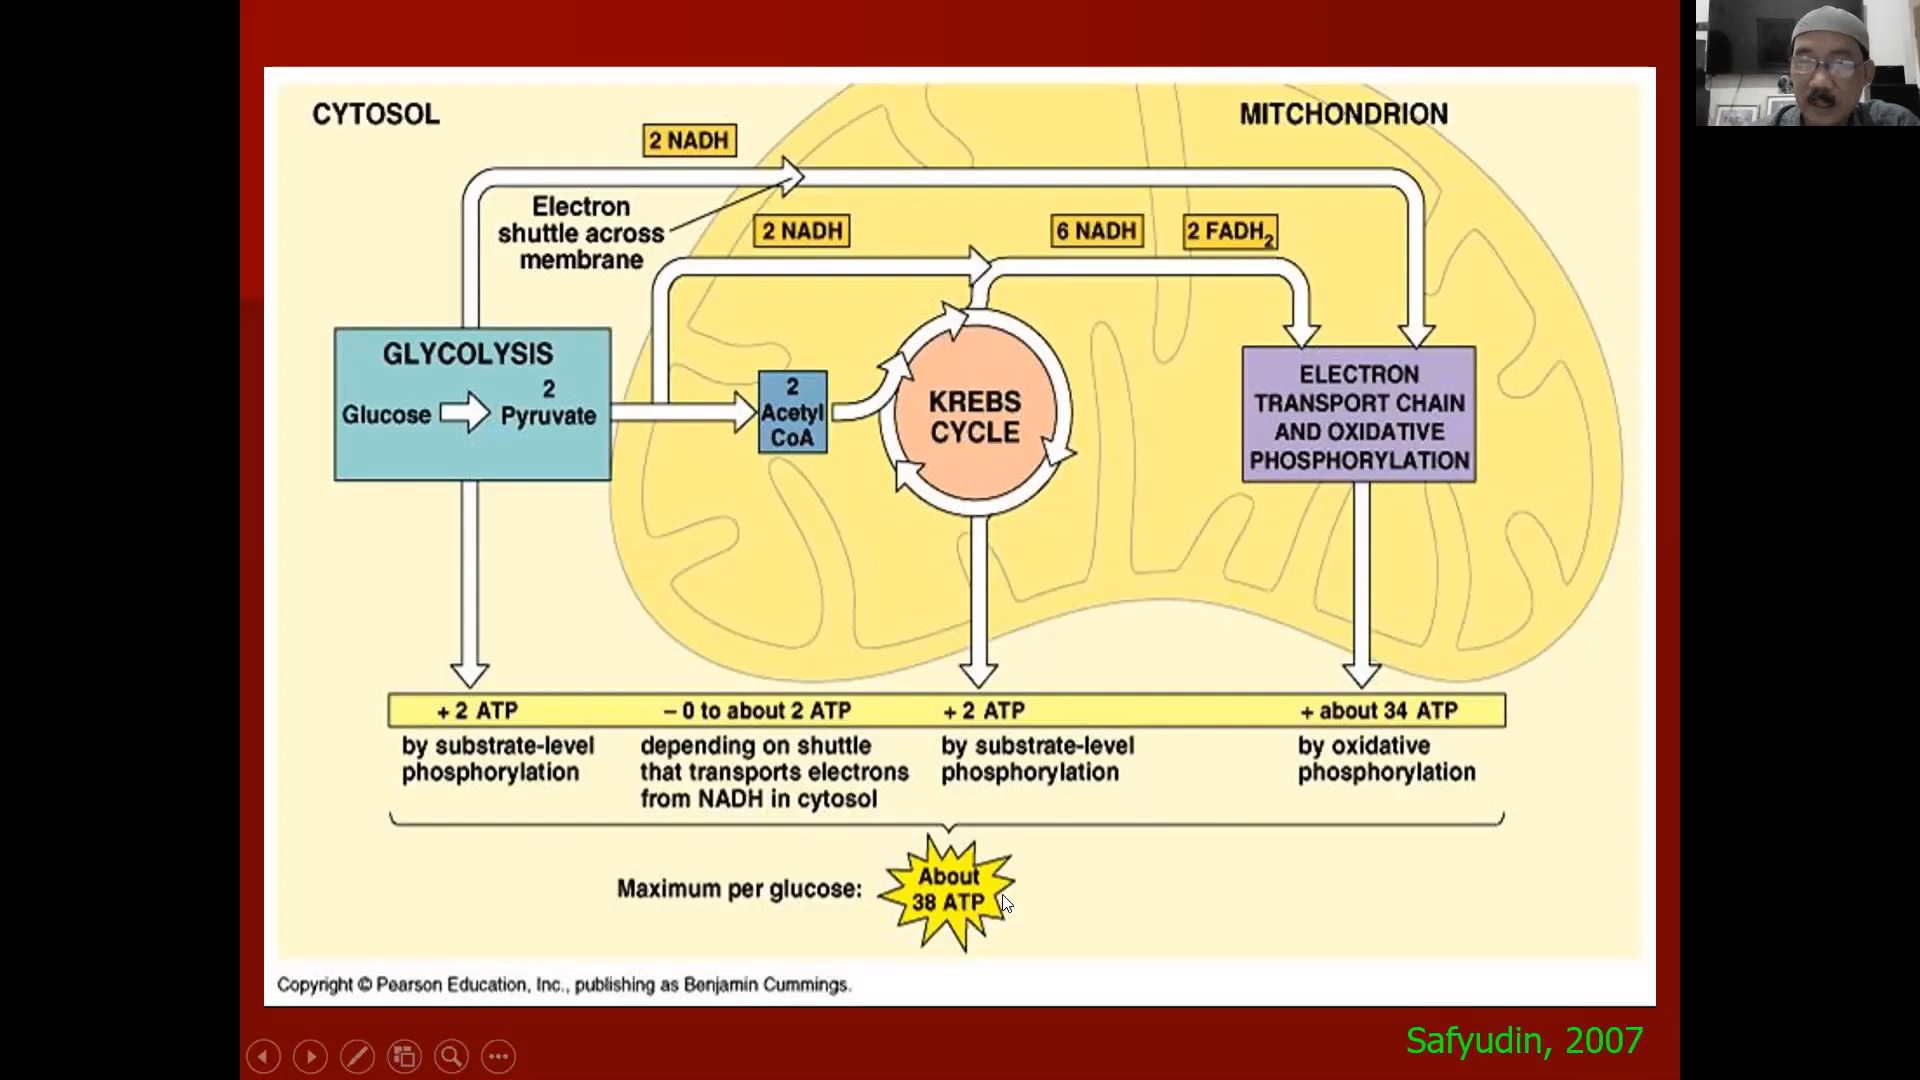 CYTOSOL
MITCHONDRION
2 NADH
Electron
shuttle across
membrane
2 NADH
6 NADH
2 FADH₂
GLYCOLYSIS
2
Glucose
Pyruvate
2
Acetyl
CoA
KREBS
CYCLE
ELECTRON
TRANSPORT CHAIN
AND OXIDATIVE
PHOSPHORYLATION
+ 2 ATP
by substrate-level
phosphorylation
– 0 to about 2 ATP
depending on shuttle
that transports electrons
from NADH in cytosol
+ 2 ATP
by substrate-level
phosphorylation
+ about 34 ATP
by oxidative
phosphorylation
Maximum per glucose:
About
38 ATP
Copyright © Pearson Education, Inc., publishing as Benjamin Cummings.
Safyudin, 2007